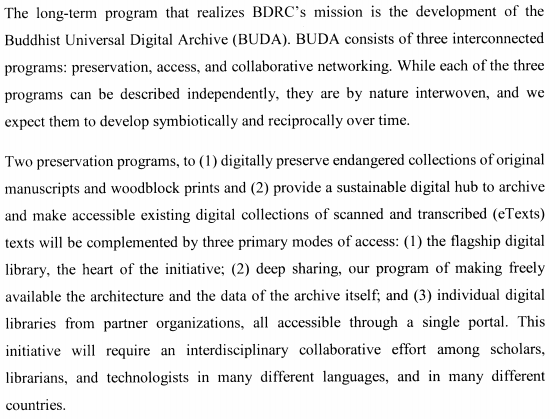 The long-term program that realizes BDRC's mission is the development of the
Buddhist Universal Digital Archive (BUDA). BUDA consists of three interconnected
programs: preservation, access, and collaborative networking. While each of the three
programs can be described independently, they are by nature interwoven, and we
expect them to develop symbiotically and reciprocally over time.
Two preservation programs, to (1) digitally preserve endangered collections of original
manuscripts and woodblock prints and (2) provide a sustainable digital hub to archive
and make accessible existing digital collections of scanned and transcribed (eTexts)
texts will be complemented by three primary modes of access: (1) the flagship digital
library, the heart of the initiative; (2) deep sharing, our program of making freely
available the architecture and the data of the archive itself; and (3) individual digital
libraries from partner organizations, all accessible through a single portal. This
initiative will require an interdisciplinary collaborative effort among scholars,
librarians, and technologists in many different languages, and in many different
countries.